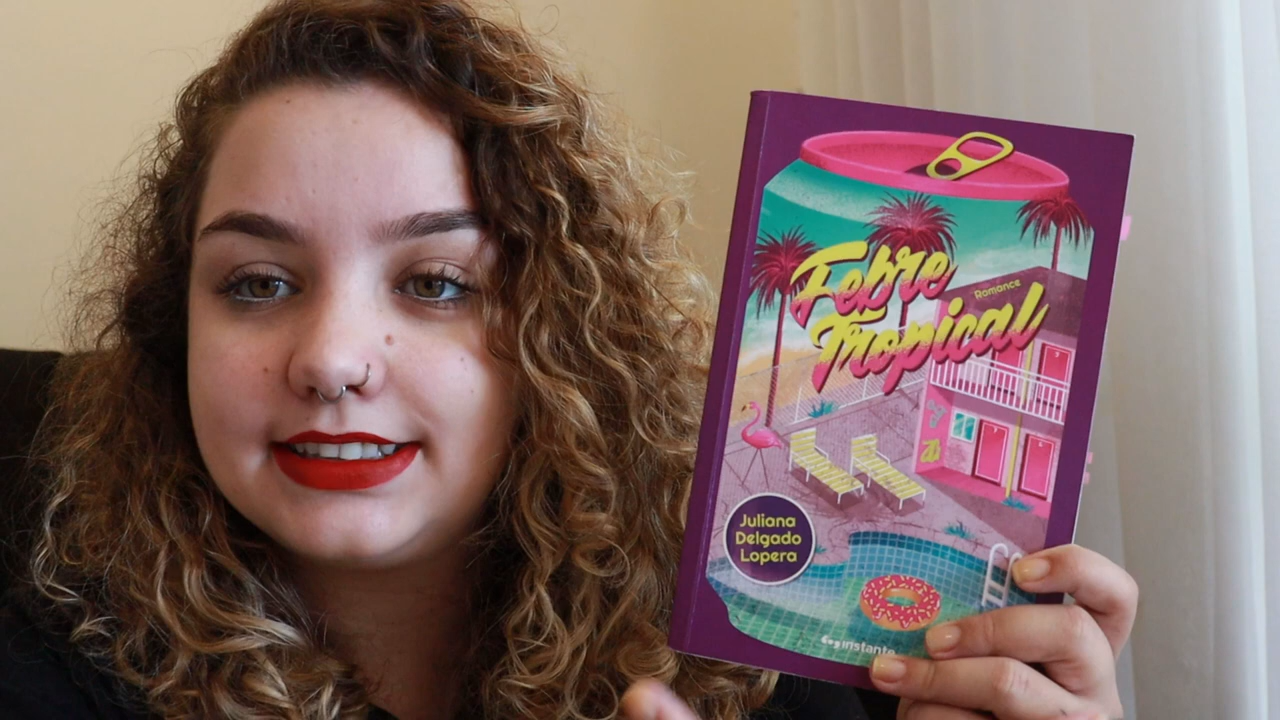 Febre
Romance
Tropical
Juliana
Delgado
Lopera
instante